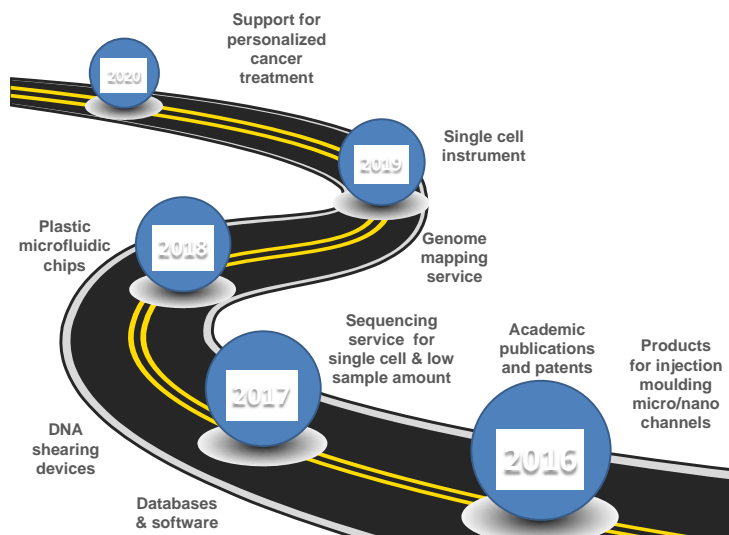 Support for
personalized
cancer
treatment
2020
Single cell
instrument
2019
Plastic
microfluidic
chips
2018
Genome
mapping
service
Sequencing
service for
single cell & low
sample amount
Academic
publications
and patents
Products
for injection
moulding
micro/nano
channels
2017
2016
DNA
shearing
devices
Databases
& software